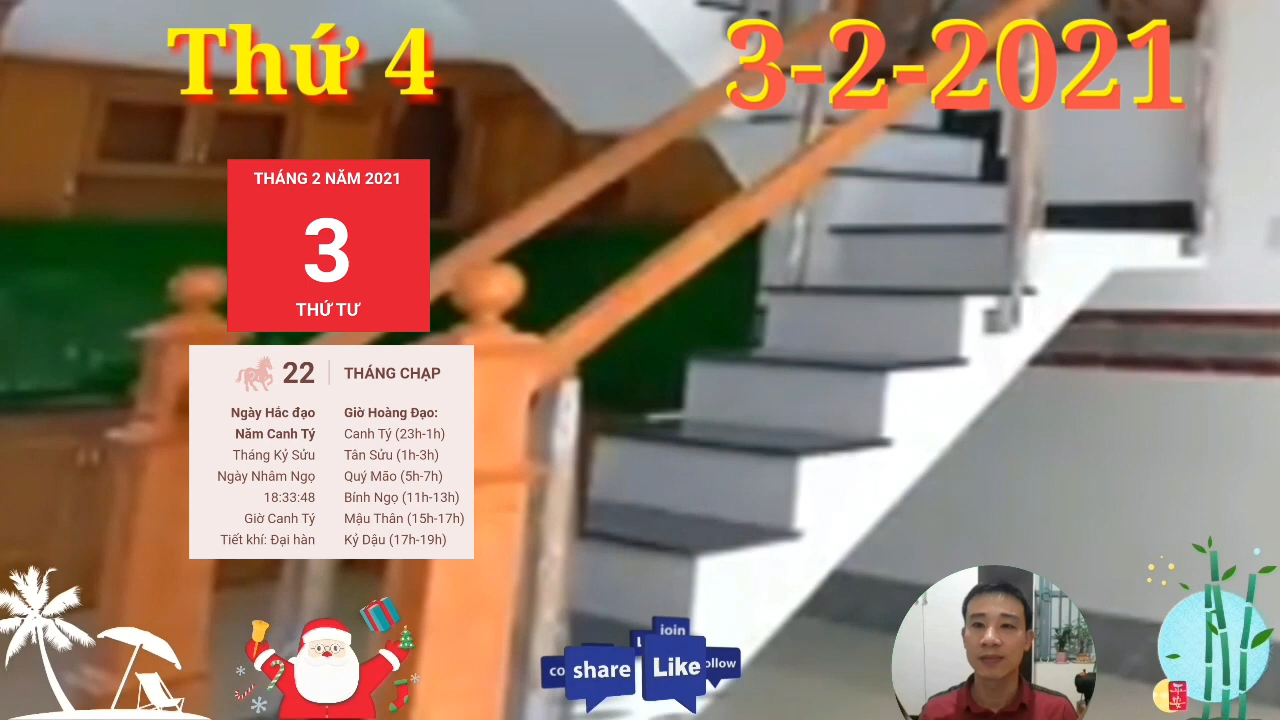 Thứ 4
3-2-2021
THÁNG 2 NĂM 2021
3
THỨ TƯ
22
THÁNG CHẠP
Ngày Hắc đạo
Năm Canh Tý
Tháng Kỷ Sửu
Ngày Nhâm Ngọ
18:33:48
Giờ Canh Tý
Tiết khí: Đại hàn
Giờ Hoàng Đạo:
Canh Tý (23h-1h)
Tân Sửu (1h-3h)
Quý Mão (5h-7h)
Bính Ngọ (11h-13h)
Mậu Thân (15h-17h)
Kỷ Dậu (17h-19h)
join
L
co
share
Like
ollow